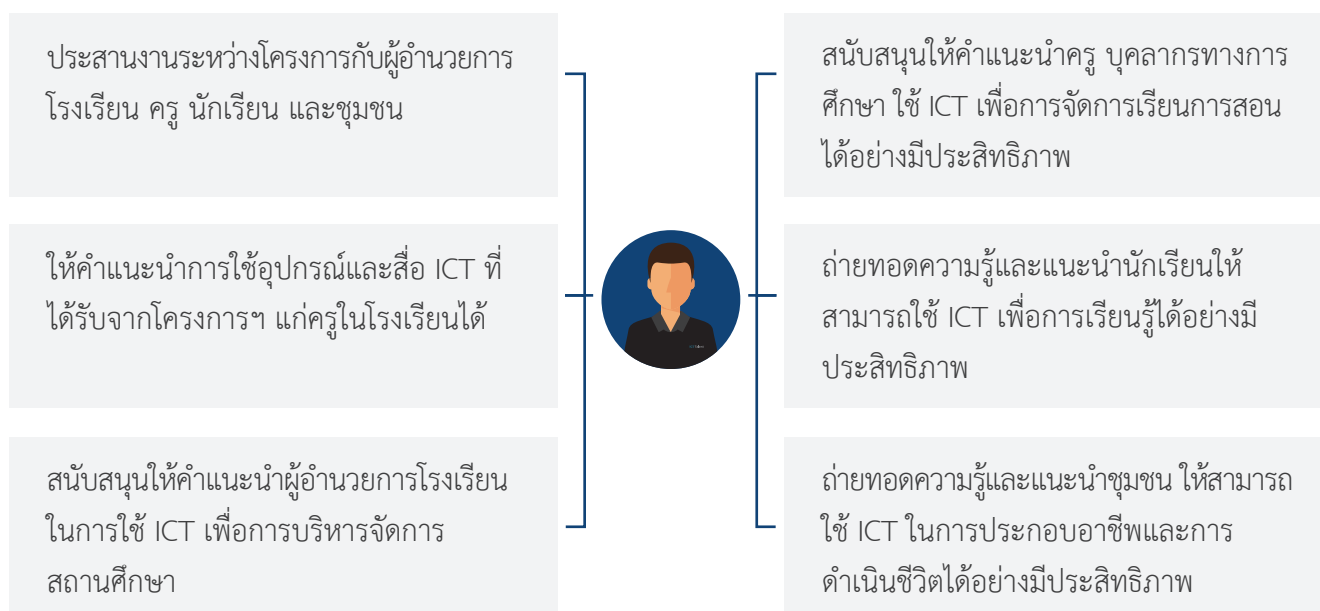 ประสานงานระหว่างโครงการกับผู้อำนวยการ
โรงเรียน ครู นักเรียน และชุมชน
ให้คำแนะนำการใช้อุปกรณ์และสื่อ ICT ที่
ได้รับจากโครงการฯ แก่ครูในโรงเรียนได้
สนับสนุนให้คำแนะนำผู้อำนวยการโรงเรียน
ในการใช้ ICT เพื่อการบริหารจัดการ
สถานศึกษา
สนับสนุนให้คำแนะนำครู บุคลากรทางการ
ศึกษา ใช้ ICT เพื่อการจัดการเรียนการสอน
ได้อย่างมีประสิทธิภาพ
ถ่ายทอดความรู้และแนะนำนักเรียนให้
สามารถใช้ ICT เพื่อการเรียนรู้ได้อย่างมี
ประสิทธิภาพ
ถ่ายทอดความรู้และแนะนำชุมชน ให้สามารถ
ใช้ ICT ในการประกอบอาชีพและการ
ดำเนินชีวิตได้อย่างมีประสิทธิภาพ